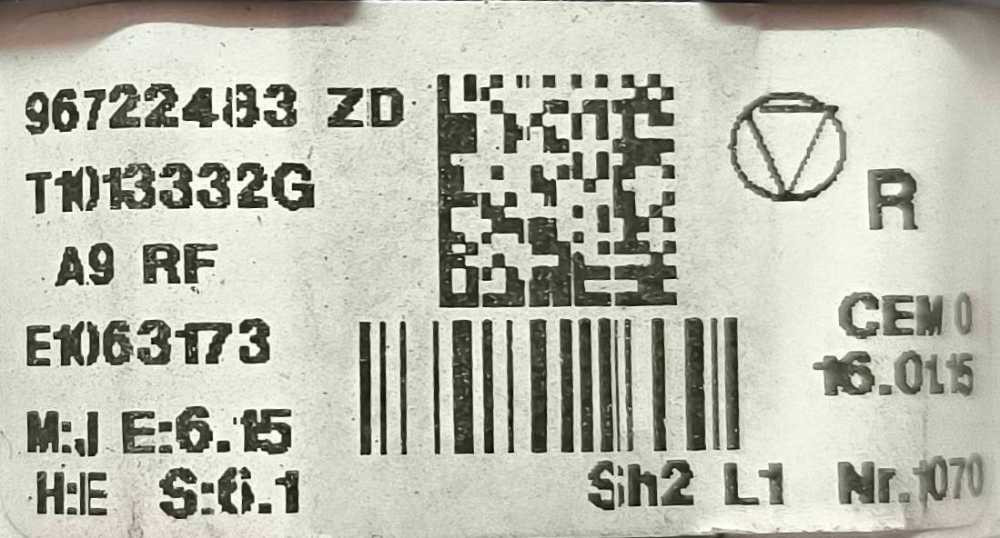 96722483 ZD
T1013332G
A9 RF
E1063173
M:J E:6.15
H:E S:6.1
R
CEM 0
16.01.15
Sh2 L1 Nr.1070